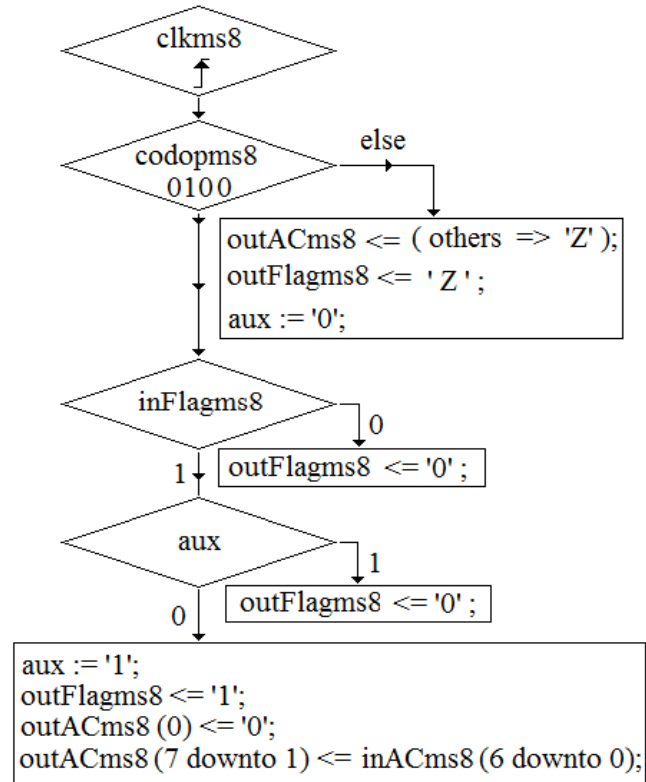 clkms8
codopms8
0100
else
outACms8 <= ( others => 'Z' );
outFlagms8 <= 'Z' ;
aux := '0';
inFlagms8
0
outFlagms8 <= '0' ;
1
aux
1
outFlagms8 <= '0' ;
0
aux := '1';
outFlagms8 <= '1';
outACms8 (0) <= '0';
outACms8 (7 downto 1) <= inACms8 (6 downto 0);